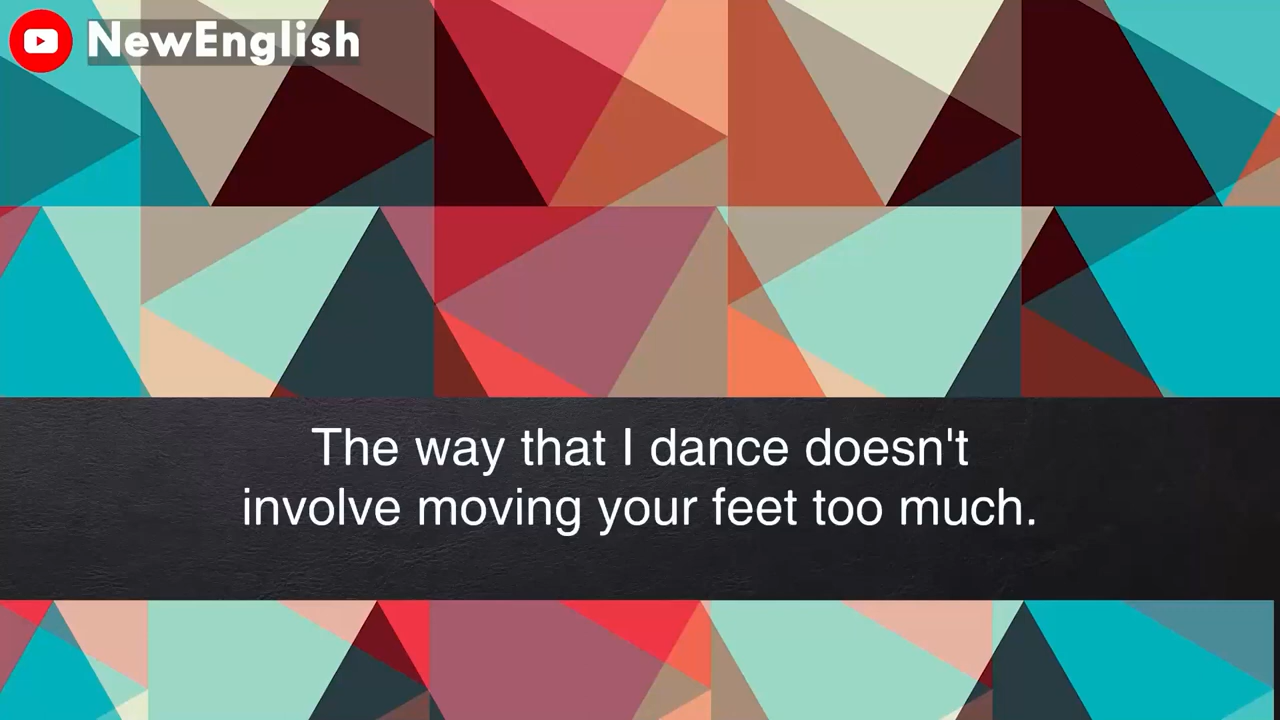 NewEnglish
The way that I dance doesn't
involve moving your feet too much.